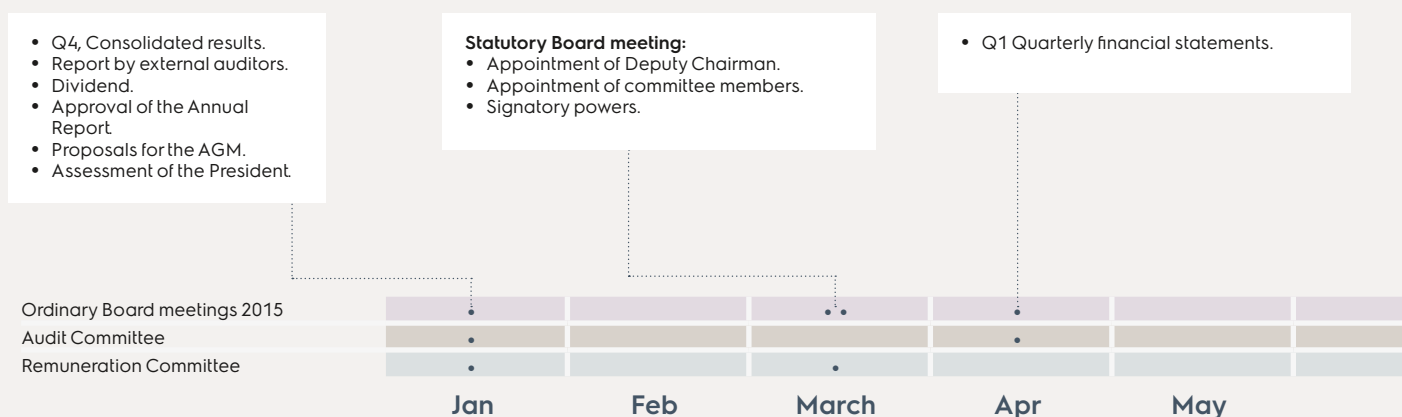 • Q4, Consolidated results.
• Report by external auditors.
• Dividend.
• Approval of the Annual
Report.
• Proposals for the AGM.
• Assessment of the President.
Statutory Board meeting:
• Appointment of Deputy Chairman.
• Appointment of committee members.
• Signatory powers.
• Q1 Quarterly financial statements.
Ordinary Board meetings 2015
Audit Committee
Remuneration Committee
Jan Feb March Apr May